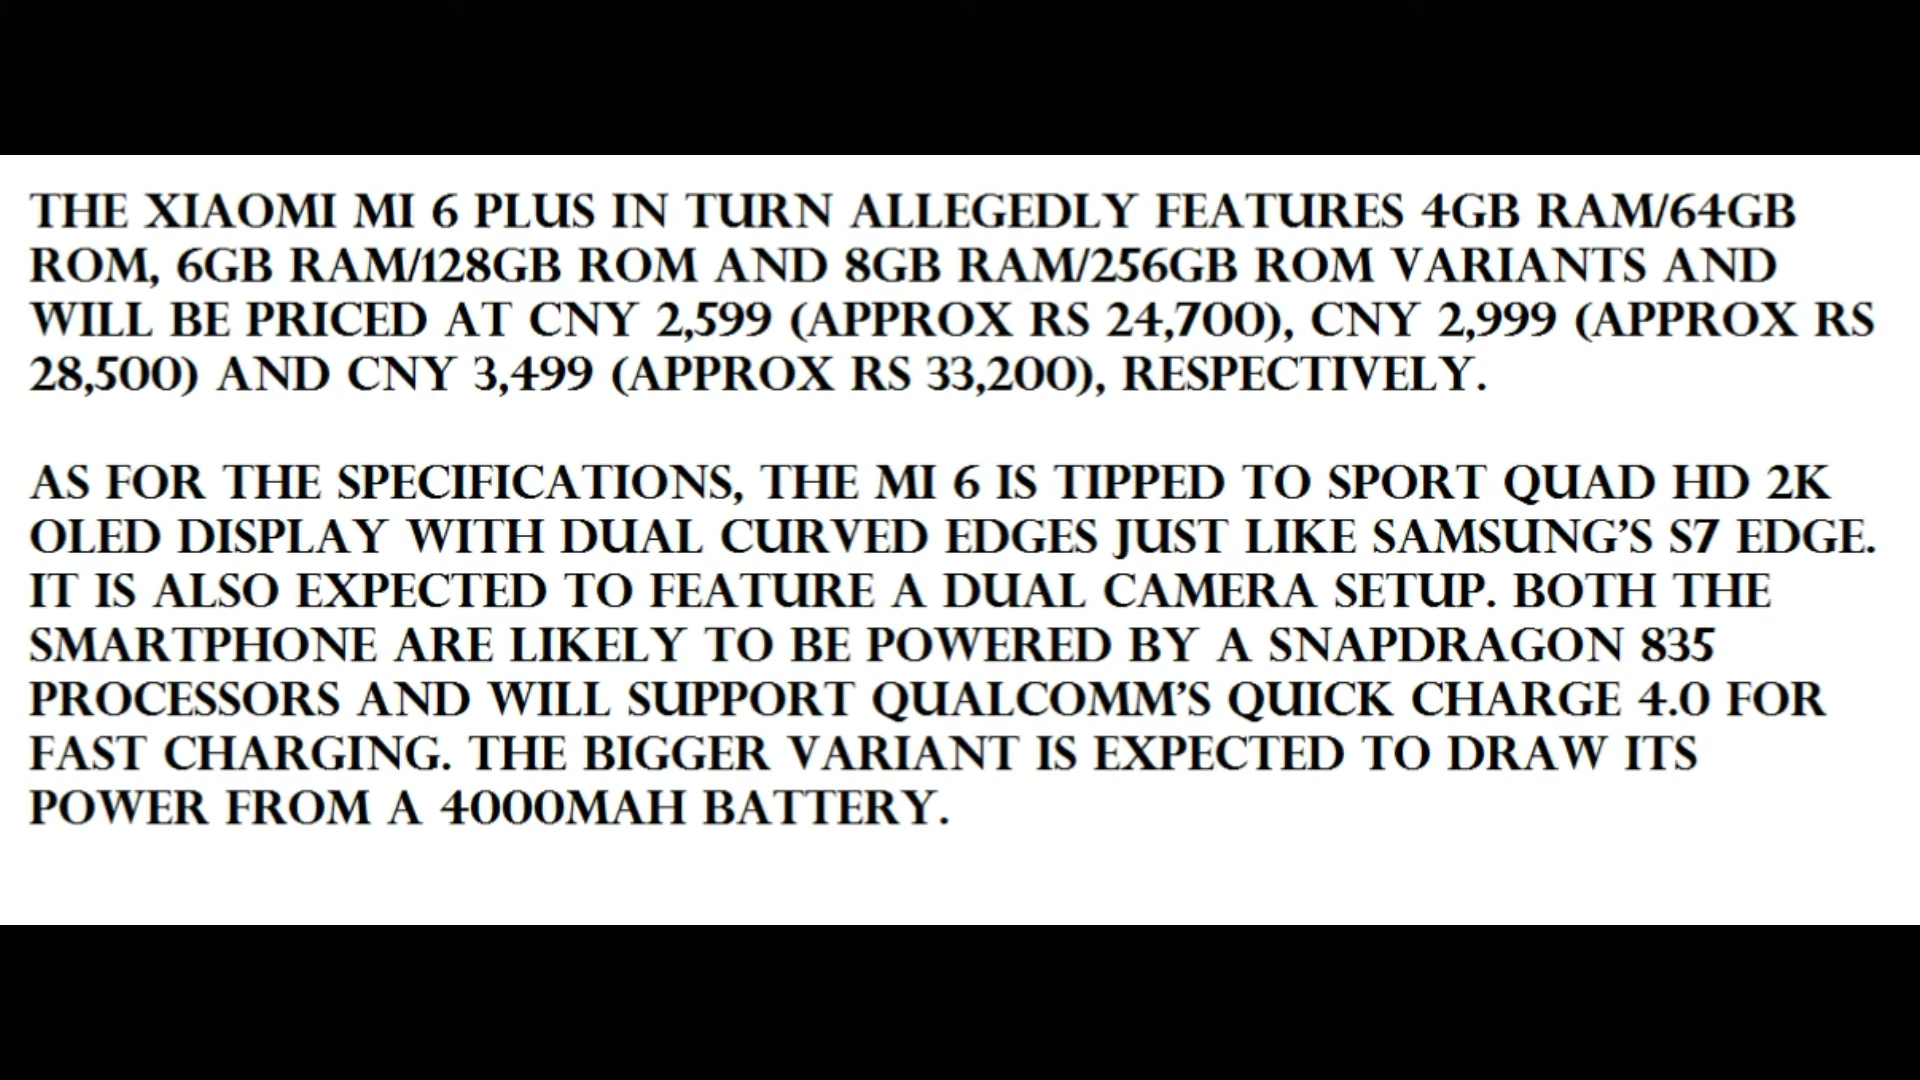 THE XIAOMI MI 6 PLUS IN TURN ALLEGEDLY FEATURES 4GB RAM/64GB
ROM, 6GB RAM/128GB ROM AND 8GB RAM/256GB ROM VARIANTS AND
WILL BE PRICED AT CNY 2,599 (APPROX RS 24,700), CNY 2,999 (APPROX RS
28,500) AND CNY 3,499 (APPROX RS 33,200), RESPECTIVELY.
AS FOR THE SPECIFICATIONS, THE MI 6 IS TIPPED TO SPORT QUAD HD 2K
OLED DISPLAY WITH DUAL CURVED EDGES JUST LIKE SAMSUNG’S S7 EDGE.
IT IS ALSO EXPECTED TO FEATURE A DUAL CAMERA SETUP. BOTH THE
SMARTPHONE ARE LIKELY TO BE POWERED BY A SNAPDRAGON 835
PROCESSORS AND WILL SUPPORT QUALCOMM’S QUICK CHARGE 4.0 FOR
FAST CHARGING. THE BIGGER VARIANT IS EXPECTED TO DRAW ITS
POWER FROM A 4000MAH BATTERY.